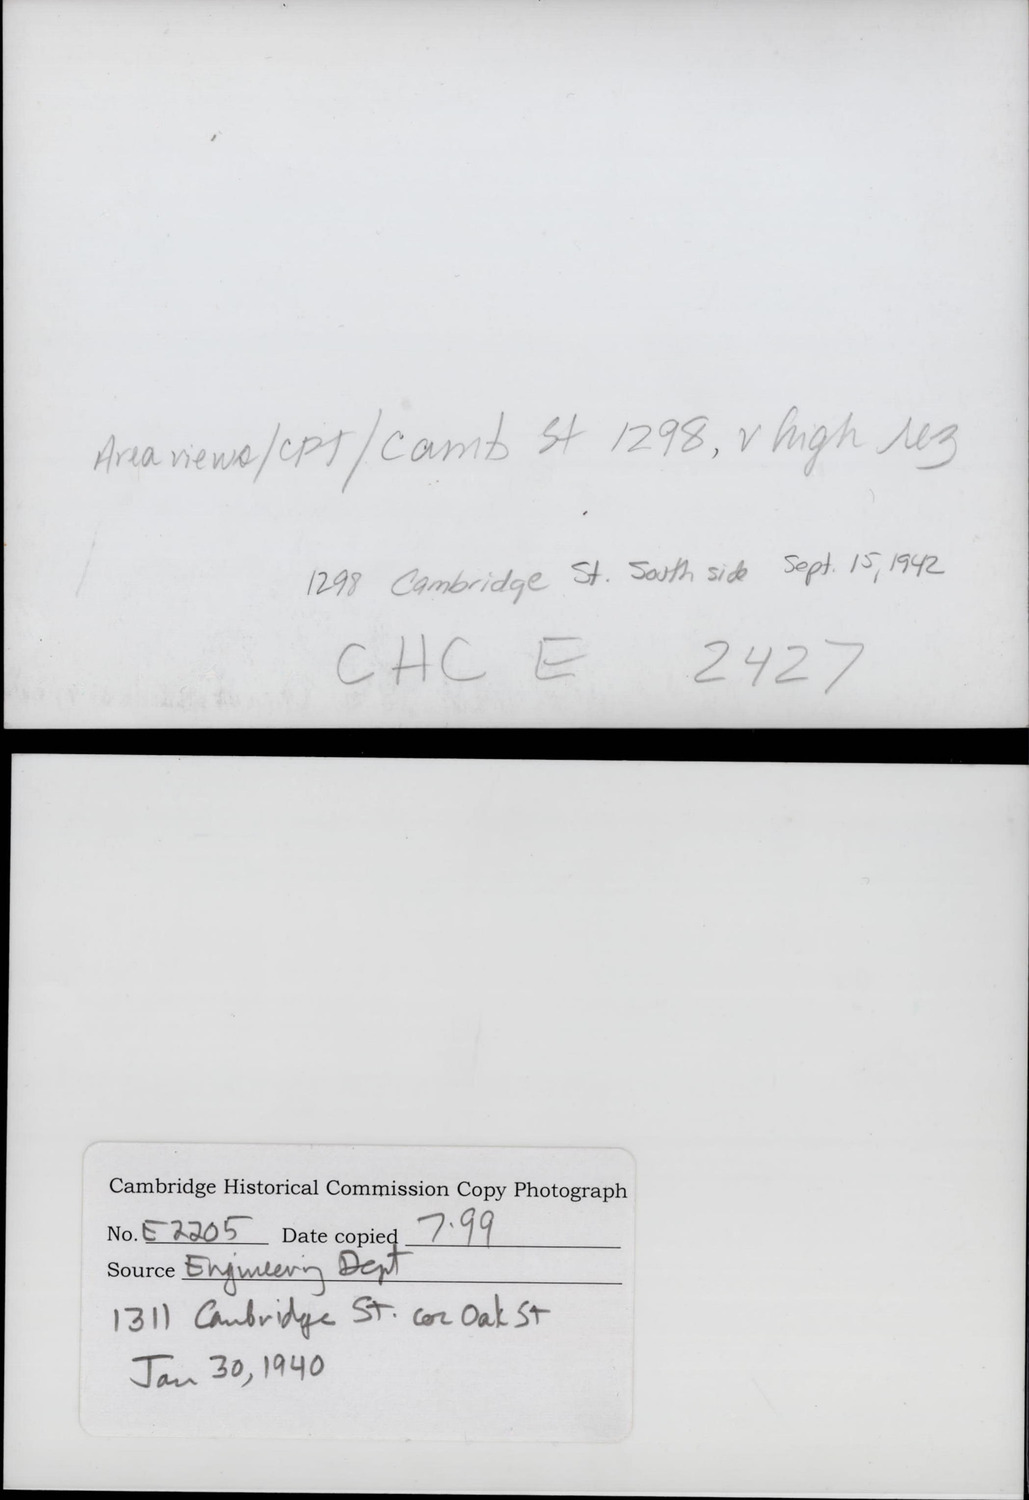 Area views/CPT/Camb St 1298, v high rez
1298 Cambridge St. South side Sept. 15, 1942
CHC E 2427
Cambridge Historical Commission Copy Photograph
No. E2205 Date copied 7.99
Source Engineering Dept
1311 Cambridge St. cor Oak St
Jan 30, 1940